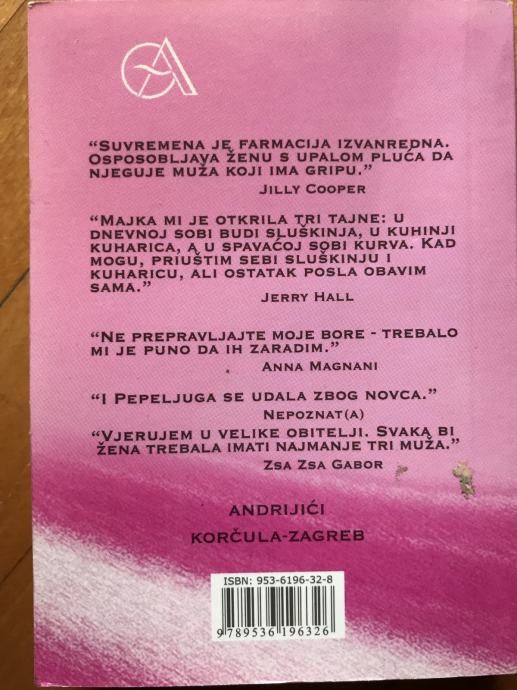 “SUVREMENA JE FARMACIJA IZVANREDNA.
OSPOSOBLJAVA ŽENU S UPALOM PLUĆA DA
NJEGUJE MUŽA KOJI IMA GRIPU.”
JILLY COOPER
“MAJKA MI JE OTKRILA TRI TAJNE: U
DNEVNOJ SOBI BUDI SLUŠKINJA, U KUHINJI
KUHARICA, A U SPAVAĆOJ SOBI KURVA. KAD
MOGU, PRIUŠTIM SEBI SLUŠKINJU I
KUHARICU, ALI OSTATAK POSLA OBAVIM
SAMA.”
JERRY HALL
“NE PREPRAVLJAJTE MOJE BORE - TREBALO
MI JE PUNO DA IH ZARADIM.”
ANNA MAGNANI
“I PEPELJUGA SE UDALA ZBOG NOVCA.”
NEPOZNAT(A)
“VJERUJEM U VELIKE OBITELJI. SVAKA BI
ŽENA TREBALA IMATI NAJMANJE TRI MUŽA.”
ZSA ZSA GABOR
ANDRIJIĆI
KORČULA-ZAGREB
ISBN: 953-6196-32-8
9 789536 196326